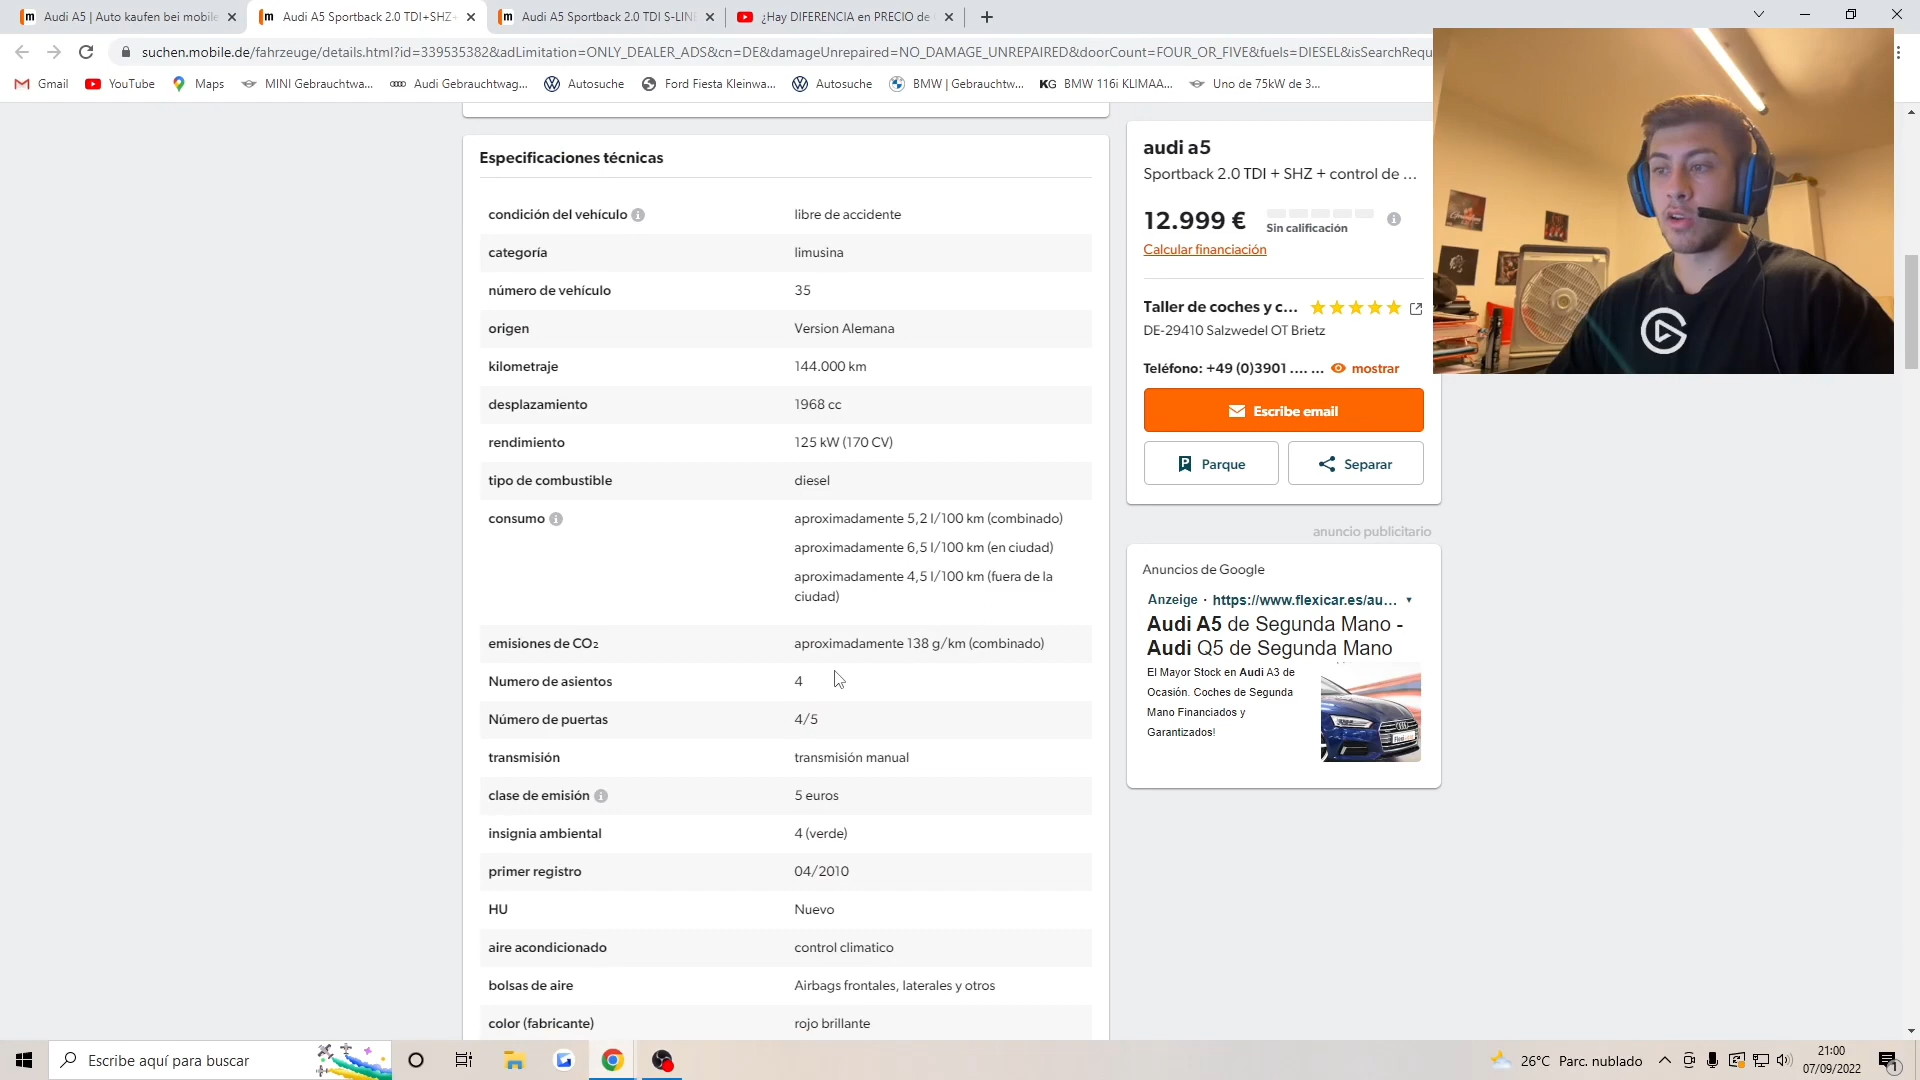 Audi A5 | Auto kaufen bei mobile
Audi A5 Sportback 2.0 TDI+SHZ+
Audi A5 Sportback 2.0 TDI S-LINE
¿Hay DIFERENCIA en PRECIO de
suchen.mobile.de/fahrzeuge/details.html?id=339535382&adLimitation=ONLY_DEALER_ADS&cn=DE&damageUnrepaired=NO_DAMAGE_UNREPAIRED&doorCount=FOUR_OR_FIVE&fuels=DIESEL&isSearchRequ
Gmail
YouTube
Maps
MINI Gebrauchtwa...
Audi Gebrauchtwag...
Autosuche
Ford Fiesta Kleinwa...
Autosuche
BMW | Gebrauchtw...
KG BMW 116i KLIMAA...
Uno de 75kW de 3...
Especificaciones técnicas
condición del vehículo libre de accidente
categoría limusina
número de vehículo 35
origen Version Alemana
kilometraje 144.000 km
desplazamiento 1968 cc
rendimiento 125 kW (170 CV)
tipo de combustible diesel
consumo aproximadamente 5,2 l/100 km (combinado)
aproximadamente 6,5 l/100 km (en ciudad)
aproximadamente 4,5 l/100 km (fuera de la
ciudad)
emisiones de CO₂ aproximadamente 138 g/km (combinado)
Numero de asientos 4
Número de puertas 4/5
transmisión transmisión manual
clase de emisión 5 euros
insignia ambiental 4 (verde)
primer registro 04/2010
HU Nuevo
aire acondicionado control climatico
bolsas de aire Airbags frontales, laterales y otros
color (fabricante) rojo brillante
audi a5
Sportback 2.0 TDI + SHZ + control de ...
12.999 €
Sin calificación
Calcular financiación
Taller de coches y c...
DE-29410 Salzwedel OT Brietz
Teléfono: +49 (0)3901 .... ... mostrar
Escribe email
Parque
Separar
anuncio publicitario
Anuncios de Google
Anzeige · https://www.flexicar.es/au...
Audi A5 de Segunda Mano -
Audi Q5 de Segunda Mano
El Mayor Stock en Audi A3 de
Ocasión. Coches de Segunda
Mano Financiados y
Garantizados!
Escribe aquí para buscar
26°C Parc. nublado
21:00
07/09/2022
1